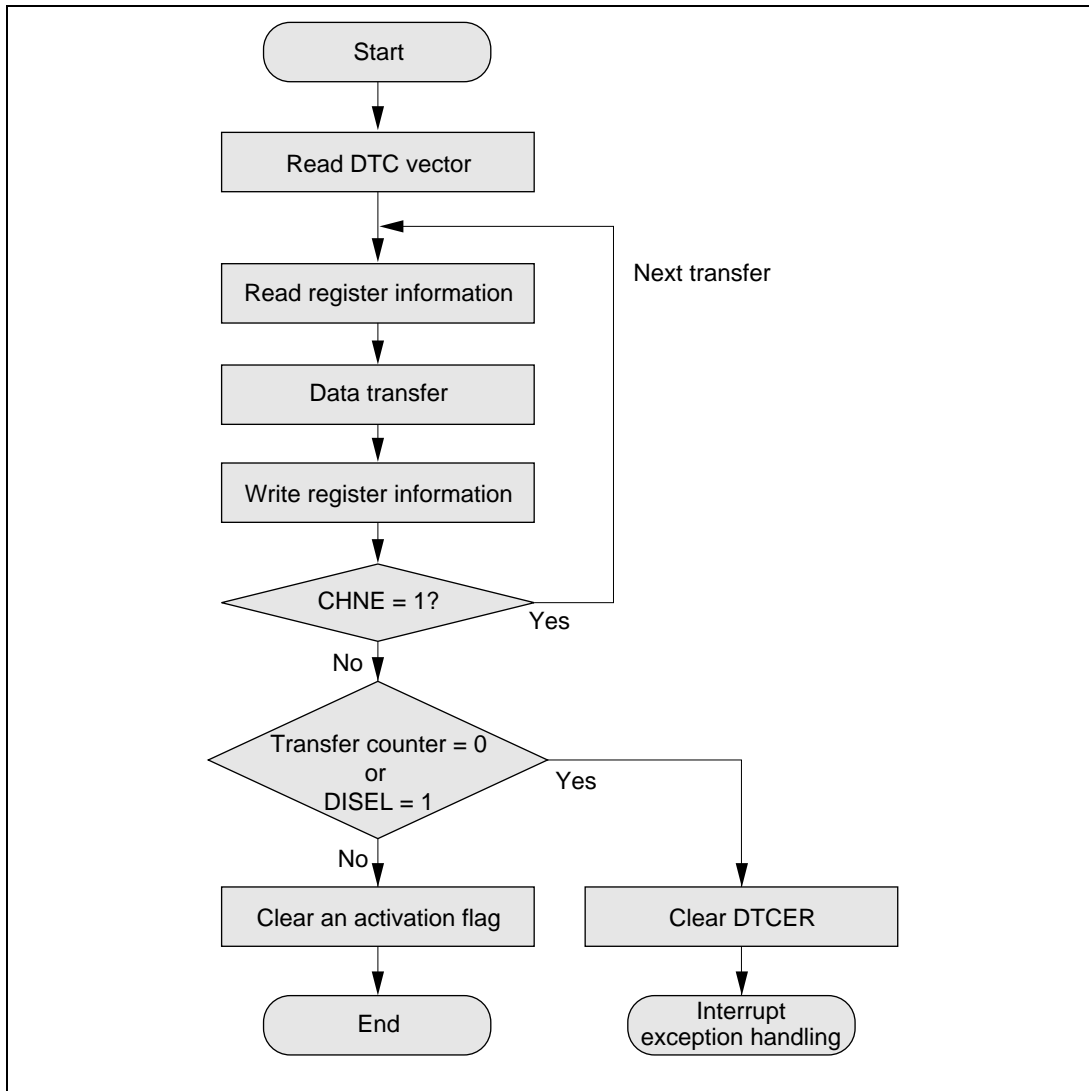 Start
Read DTC vector
Next transfer
Read register information
Data transfer
Write register information
CHNE = 1?
Yes
No
Transfer counter = 0
or
DISEL = 1
Yes
No
Clear an activation flag
Clear DTCER
End
Interrupt
exception handling